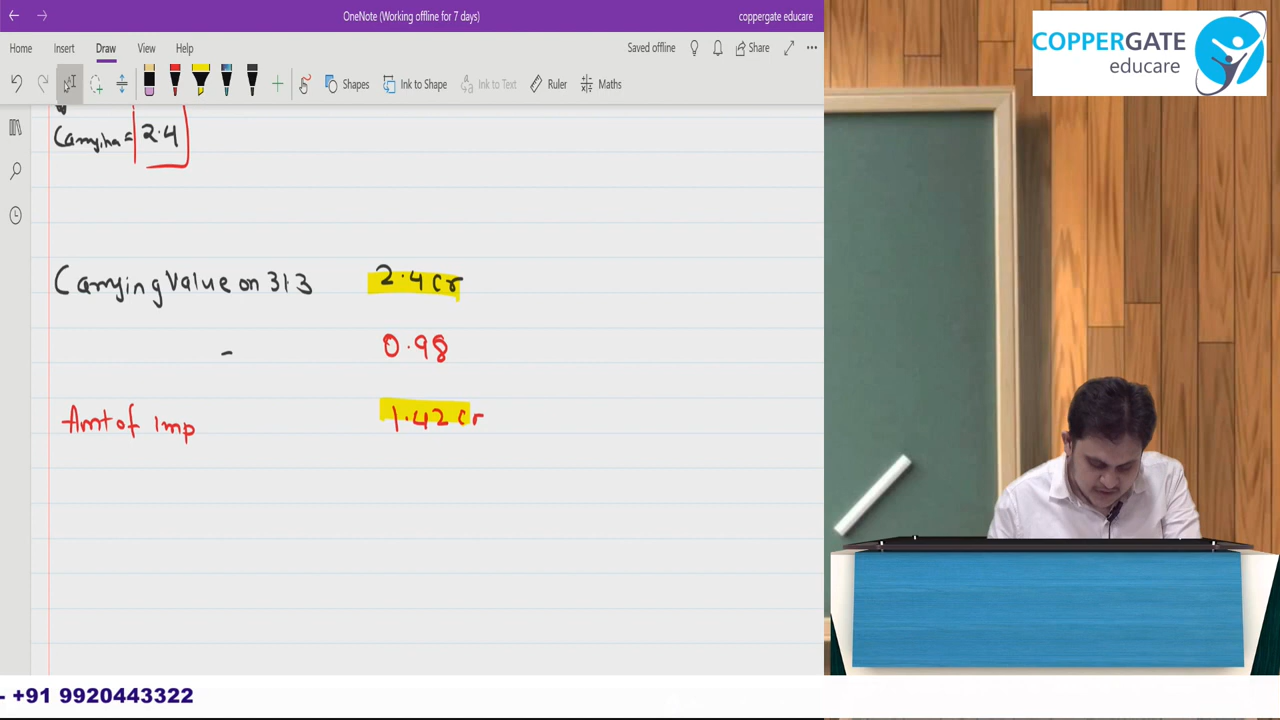 OneNote (Working offline for 7 days)
coppergate educare
Home Insert Draw View Help
Saved offline
Share
Shapes
Ink to Shape
Ink to Text
Ruler
Maths
COPPERGATE
educare
= 2.4
Carrying Value on 31 3 2.4 cr
- 0.98
Amt of Imp 1.42 cr
- +91 9920443322